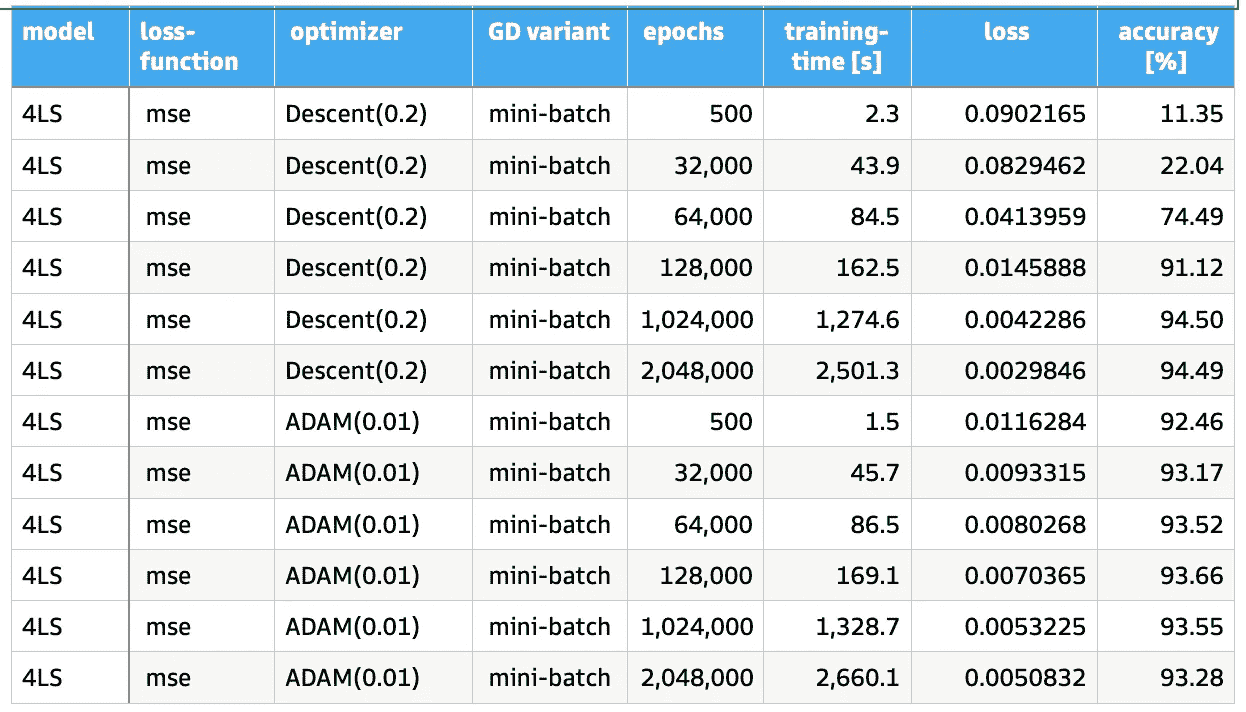 model loss-function optimizer GD variant epochs training-time [s] loss accuracy [%]
4LS mse Descent(0.2) mini-batch 500 2.3 0.0902165 11.35
4LS mse Descent(0.2) mini-batch 32,000 43.9 0.0829462 22.04
4LS mse Descent(0.2) mini-batch 64,000 84.5 0.0413959 74.49
4LS mse Descent(0.2) mini-batch 128,000 162.5 0.0145888 91.12
4LS mse Descent(0.2) mini-batch 1,024,000 1,274.6 0.0042286 94.50
4LS mse Descent(0.2) mini-batch 2,048,000 2,501.3 0.0029846 94.49
4LS mse ADAM(0.01) mini-batch 500 1.5 0.0116284 92.46
4LS mse ADAM(0.01) mini-batch 32,000 45.7 0.0093315 93.17
4LS mse ADAM(0.01) mini-batch 64,000 86.5 0.0080268 93.52
4LS mse ADAM(0.01) mini-batch 128,000 169.1 0.0070365 93.66
4LS mse ADAM(0.01) mini-batch 1,024,000 1,328.7 0.0053225 93.55
4LS mse ADAM(0.01) mini-batch 2,048,000 2,660.1 0.0050832 93.28